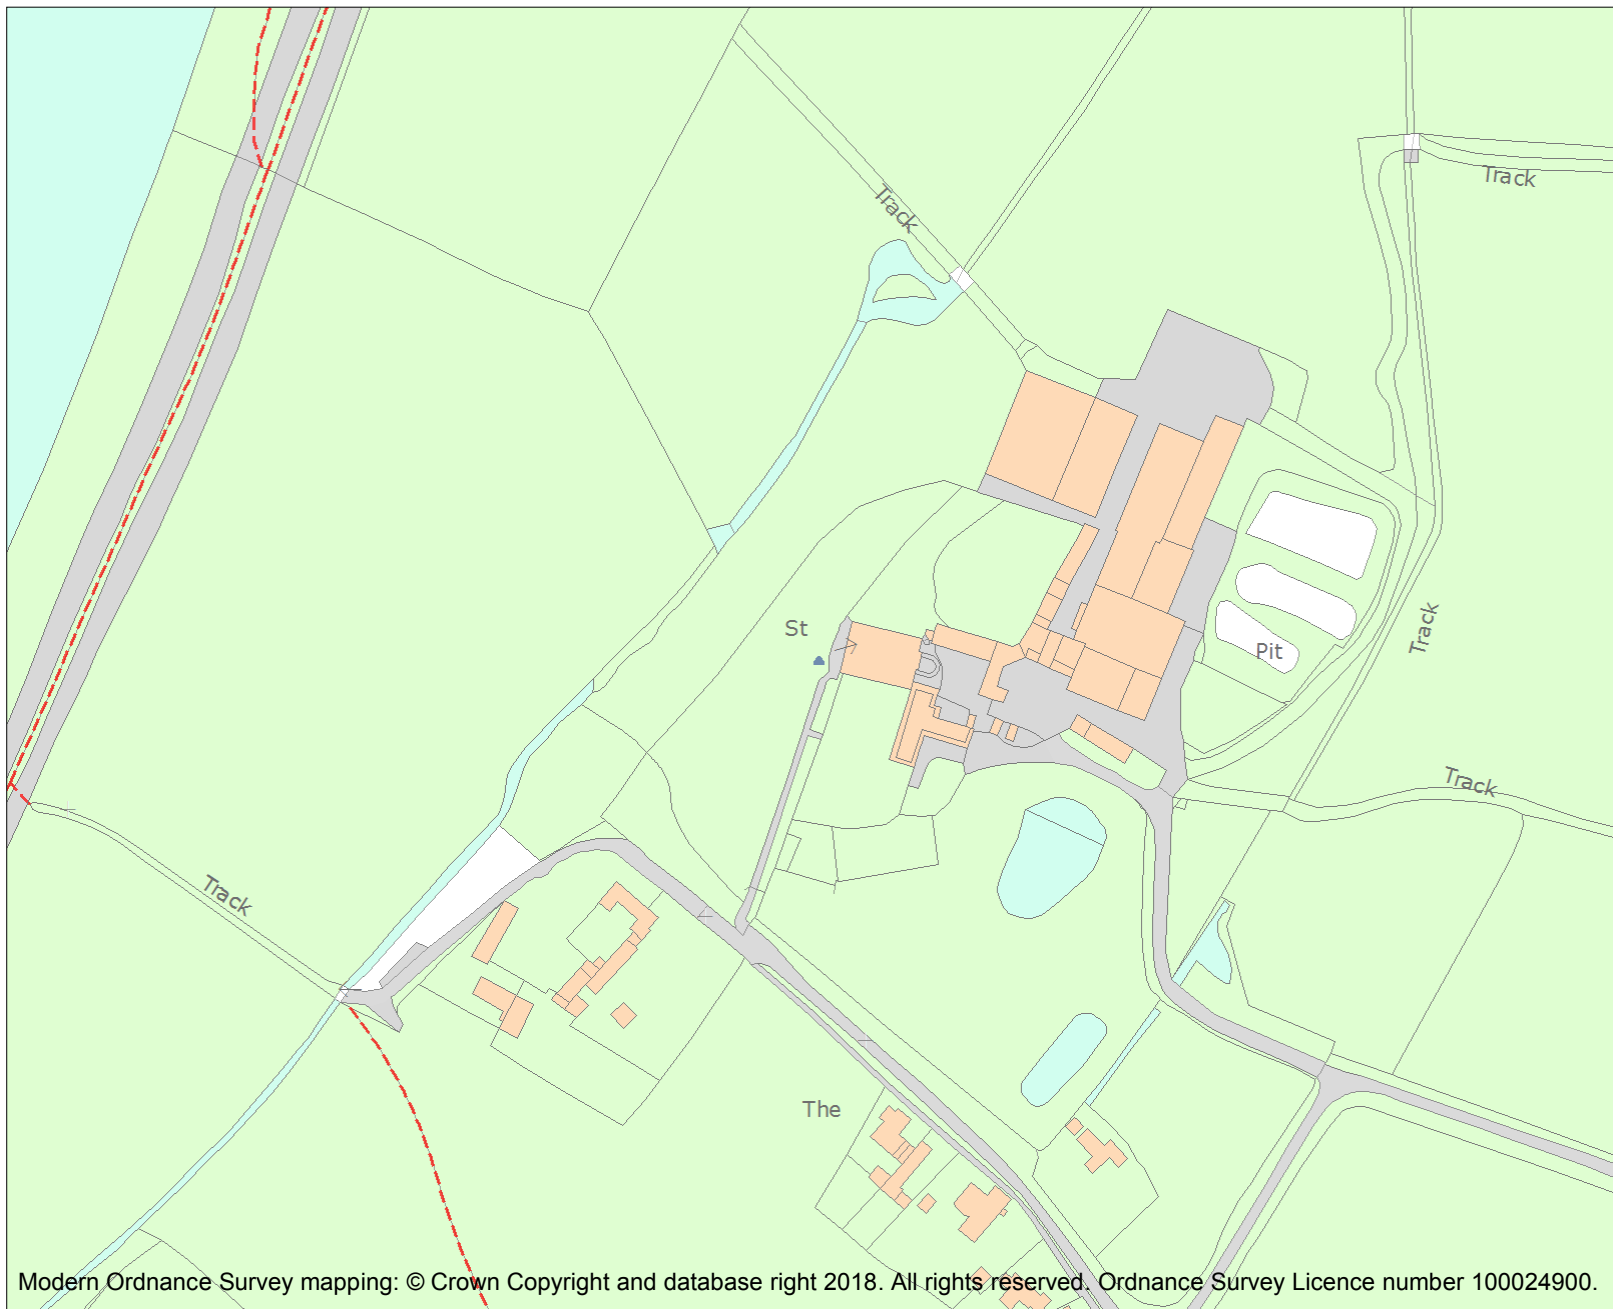 Track
Track
St
Track
Pit
Track
Track
The
Modern Ordnance Survey mapping: © Crown Copyright and database right 2018. All rights reserved. Ordnance Survey Licence number 100024900.